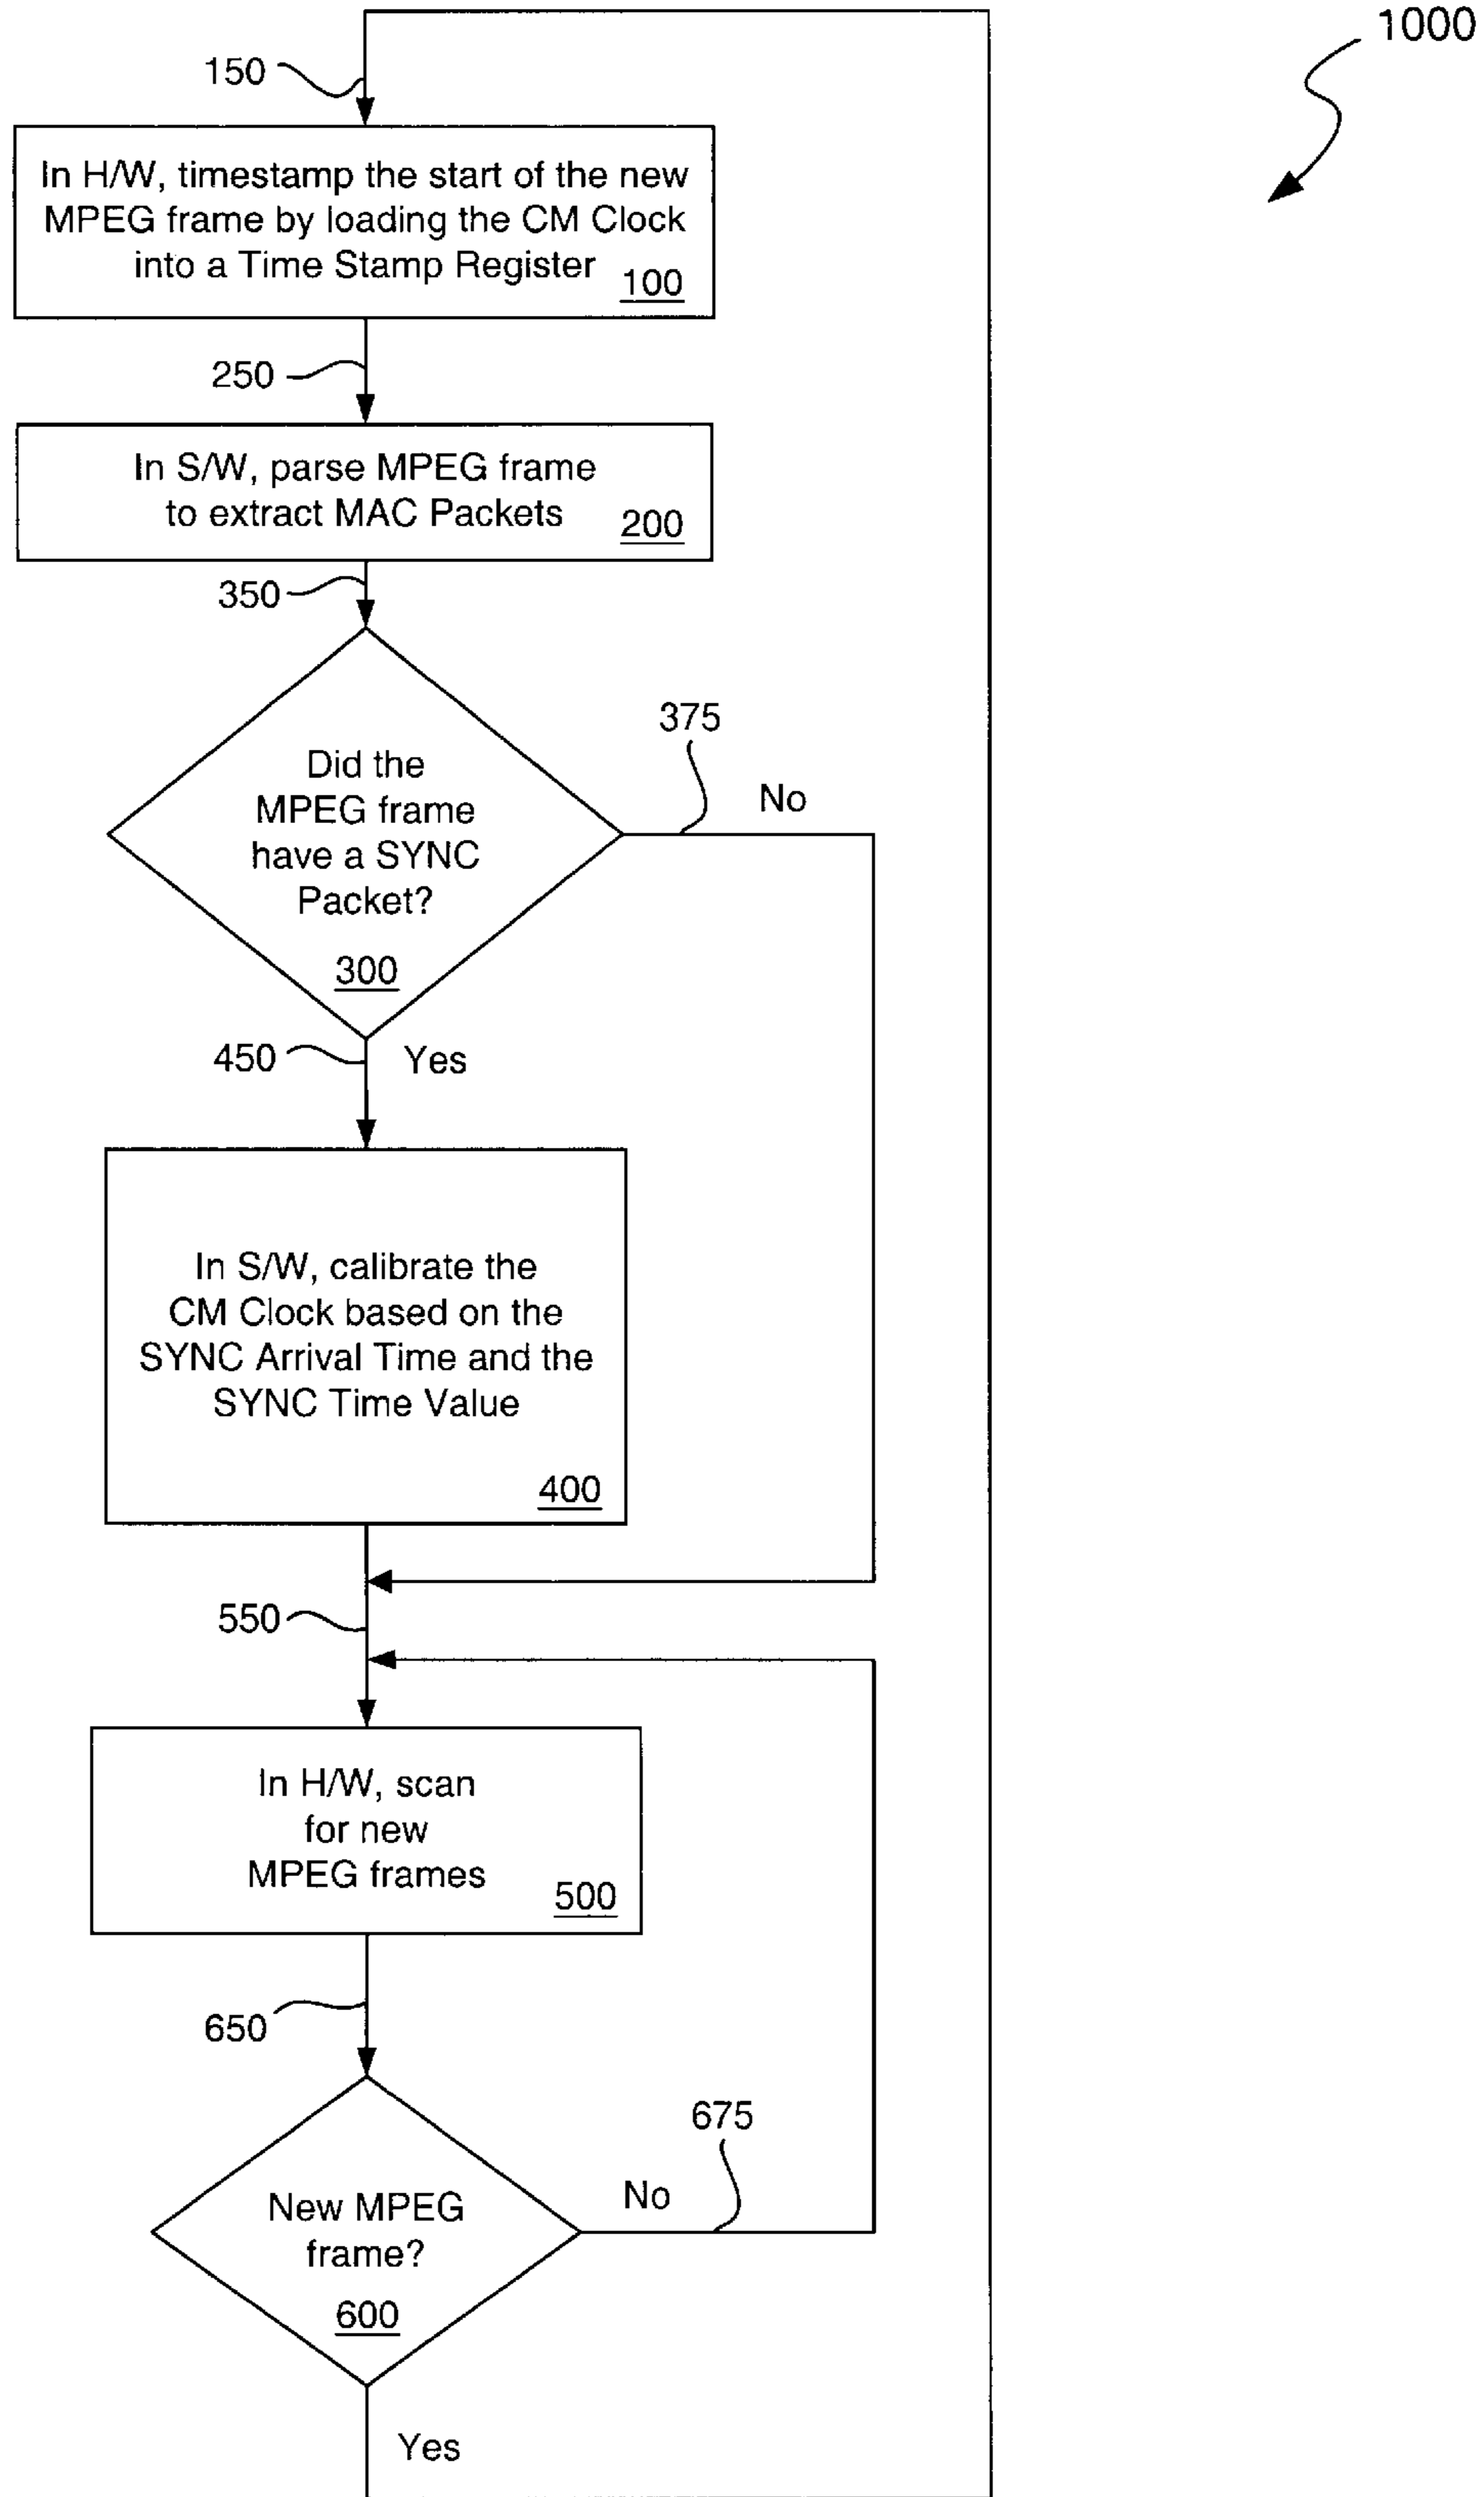 1000
150
In H/W, timestamp the start of the new
MPEG frame by loading the CM Clock
into a Time Stamp Register
100
250
In S/W, parse MPEG frame
to extract MAC Packets
200
350
375
No
Did the
MPEG frame
have a SYNC
Packet?
300
450
Yes
In S/W, calibrate the
CM Clock based on the
SYNC Arrival Time and the
SYNC Time Value
400
550
In H/W, scan
for new
MPEG frames
500
650
675
No
New MPEG
frame?
600
Yes